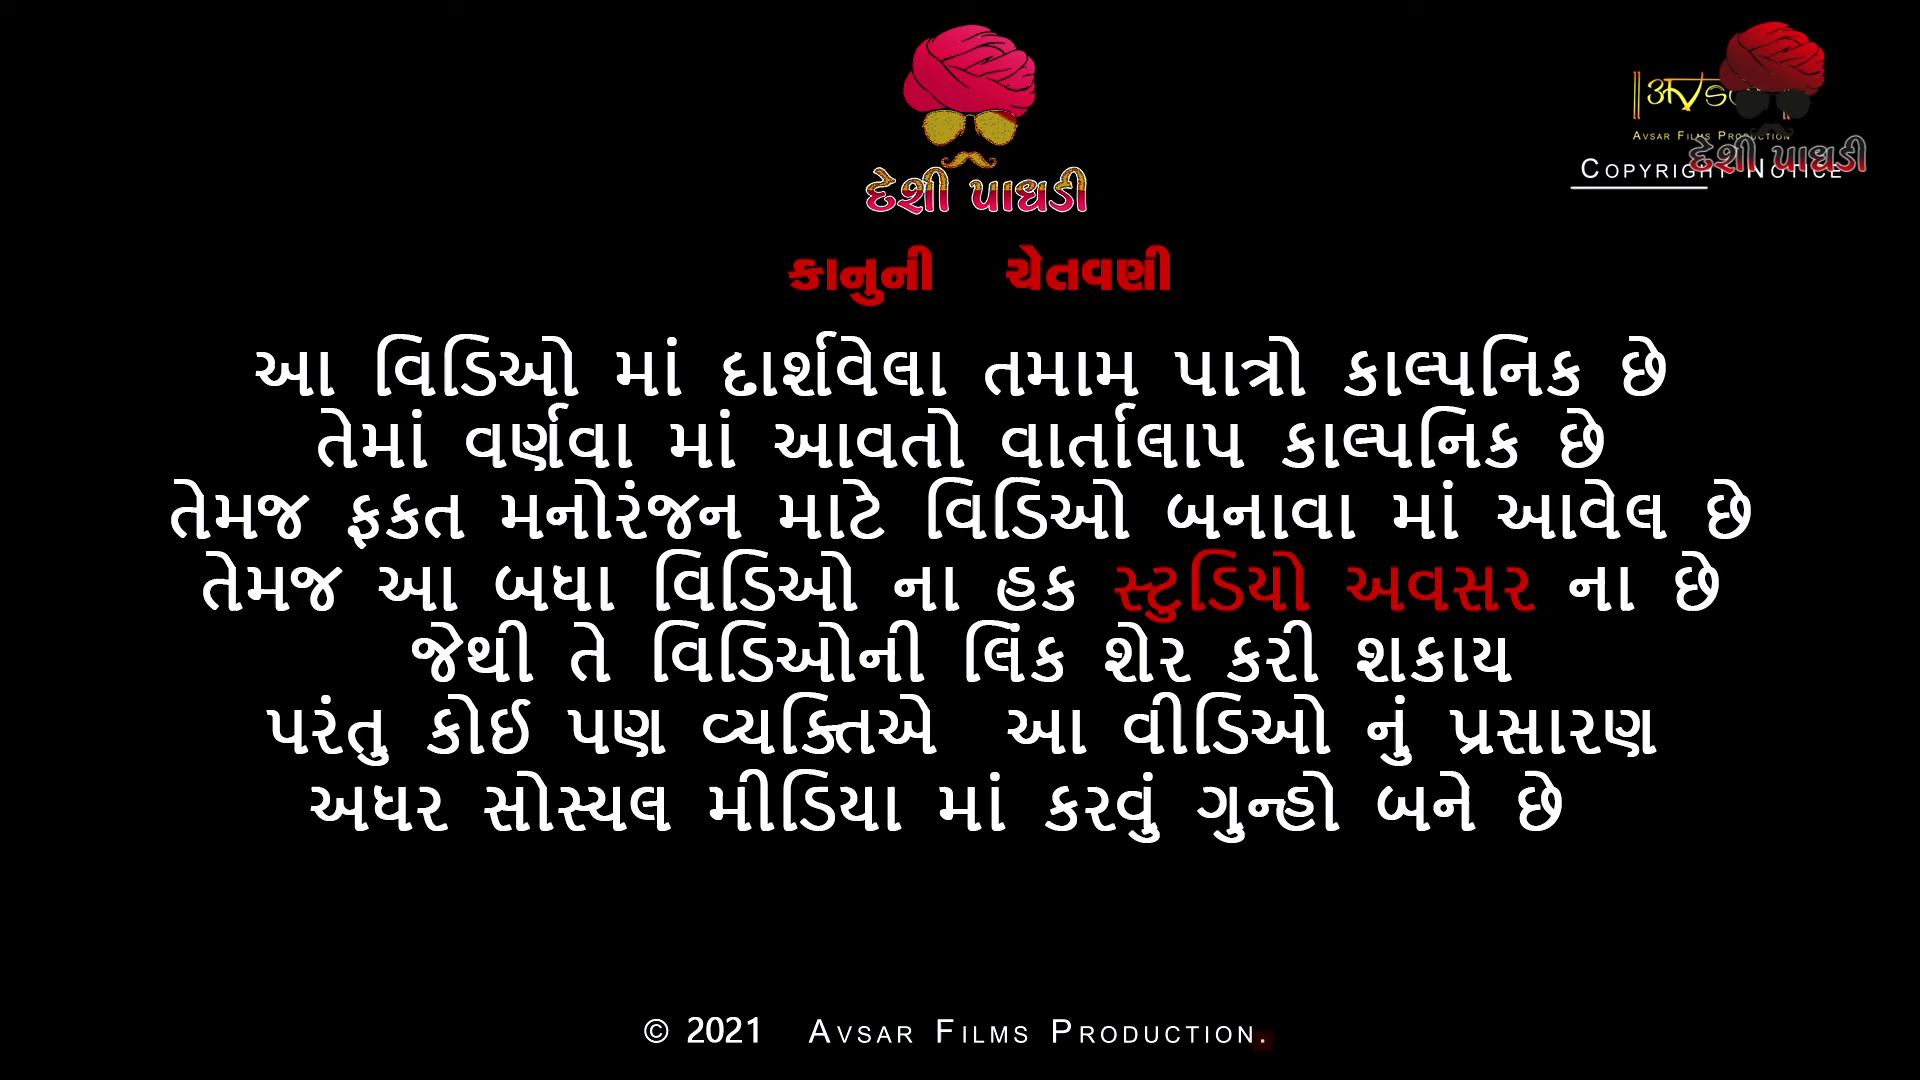 દેશી પાઘડી
AVSAR FILMS PRODUCTION
COPYRIGHT NOTICE
દેશી પાઘડી
કાનુની ચેતવણી
આ વિડિઓ માં દાર્શવેલા તમામ પાત્રો કાલ્પનિક છે
તેમાં વર્ણવા માં આવતો વાર્તાલાપ કાલ્પનિક છે
તેમજ ફકત મનોરંજન માટે વિડિઓ બનાવા માં આવેલ છે
તેમજ આ બધા વિડિઓ ના હક સ્ટુડિયો અવસર ના છે
જેથી તે વિડિઓની લિંક શેર કરી શકાય
પરંતુ કોઈ પણ વ્યક્તિએ આ વીડિઓ નું પ્રસારણ
અધર સોસ્યલ મીડિયા માં કરવું ગુન્હો બને છે
© 2021 AVSAR FILMS PRODUCTION.